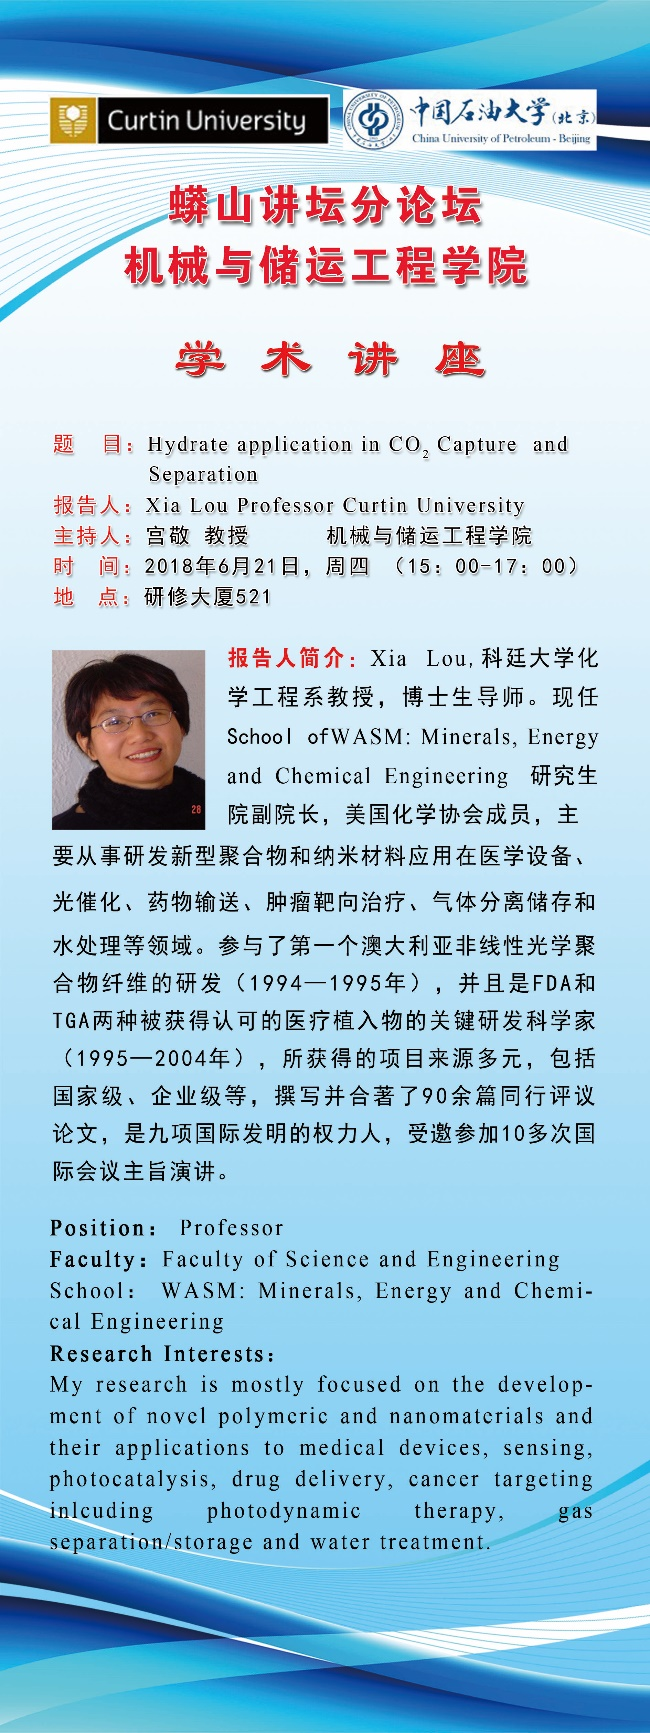 Curtin University
中国石油大学(北京)
China University of Petroleum - Beijing
蟒山讲坛分论坛
机械与储运工程学院
学 术 讲 座
题 目：Hydrate application in CO₂ Capture and
Separation
报告人：Xia Lou Professor Curtin University
主持人：宫敬 教授 机械与储运工程学院
时 间：2018年6月21日，周四 （15：00-17：00）
地 点：研修大厦521
报告人简介：Xia Lou,科廷大学化
学工程系教授，博士生导师。现任
School ofWASM: Minerals, Energy
and Chemical Engineering 研究生
院副院长，美国化学协会成员，主
28
要从事研发新型聚合物和纳米材料应用在医学设备、
光催化、药物输送、肿瘤靶向治疗、气体分离储存和
水处理等领域。参与了第一个澳大利亚非线性光学聚
合物纤维的研发（1994—1995年），并且是FDA和
TGA两种被获得认可的医疗植入物的关键研发科学家
（1995—2004年），所获得的项目来源多元，包括
国家级、企业级等，撰写并合著了90余篇同行评议
论文，是九项国际发明的权力人，受邀参加10多次国
际会议主旨演讲。
Position： Professor
Faculty：Faculty of Science and Engineering
School： WASM: Minerals, Energy and Chemi-
cal Engineering
Research Interests：
My research is mostly focused on the develop-
ment of novel polymeric and nanomaterials and
their applications to medical devices, sensing,
photocatalysis, drug delivery, cancer targeting
inlcuding photodynamic therapy, gas
separation/storage and water treatment.